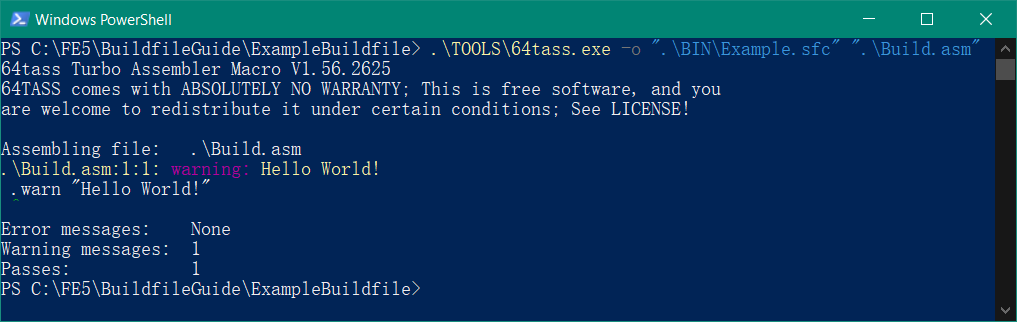 Windows PowerShell
PS C:\FE5\BuildfileGuide\ExampleBuildfile> .\TOOLS\64tass.exe -o ".\BIN\Example.sfc" ".\Build.asm"
64tass Turbo Assembler Macro V1.56.2625
64TASS comes with ABSOLUTELY NO WARRANTY; This is free software, and you
are welcome to redistribute it under certain conditions; See LICENSE!
Assembling file:   .\Build.asm
.\Build.asm:1:1: warning: Hello World!
 .warn "Hello World!"
 ^
Error messages:    None
Warning messages:  1
Passes:            1
PS C:\FE5\BuildfileGuide\ExampleBuildfile>